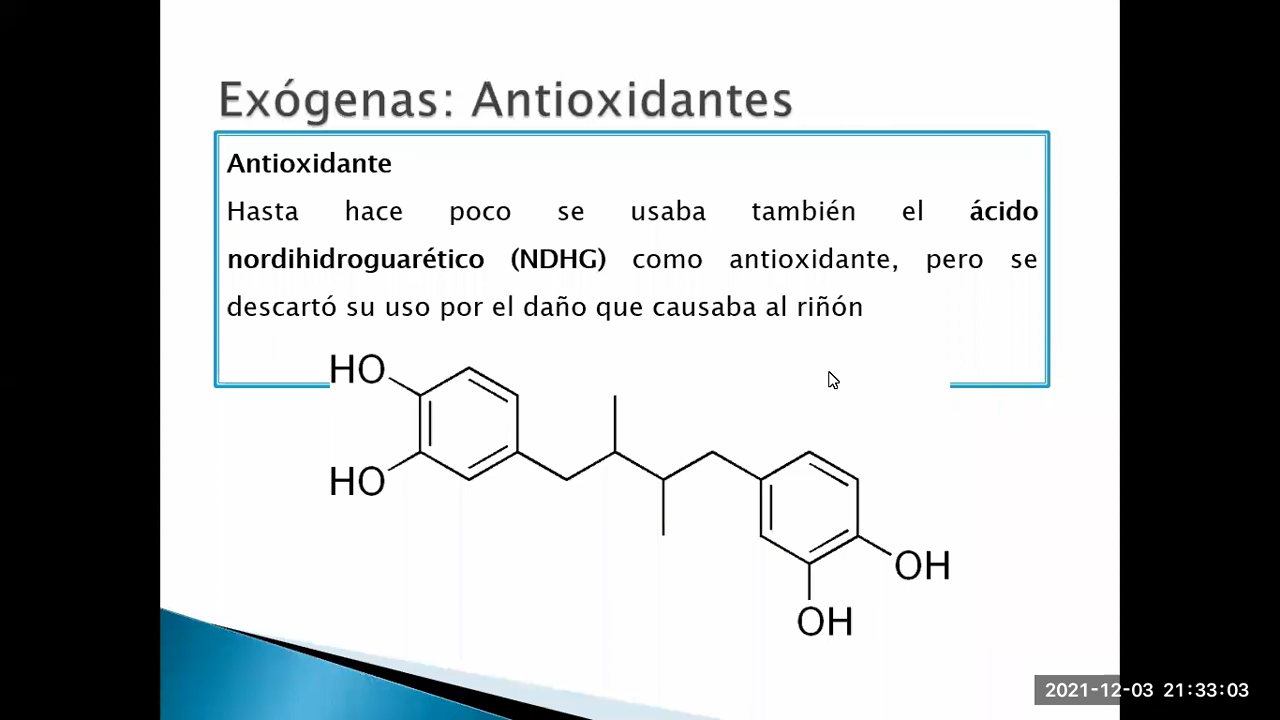 Exógenas: Antioxidantes
Antioxidante
Hasta hace poco se usaba también el ácido
nordihidroguarético (NDHG) como antioxidante, pero se
descartó su uso por el daño que causaba al riñón
HO
HO
OH
OH
2021-12-03 21:33:03